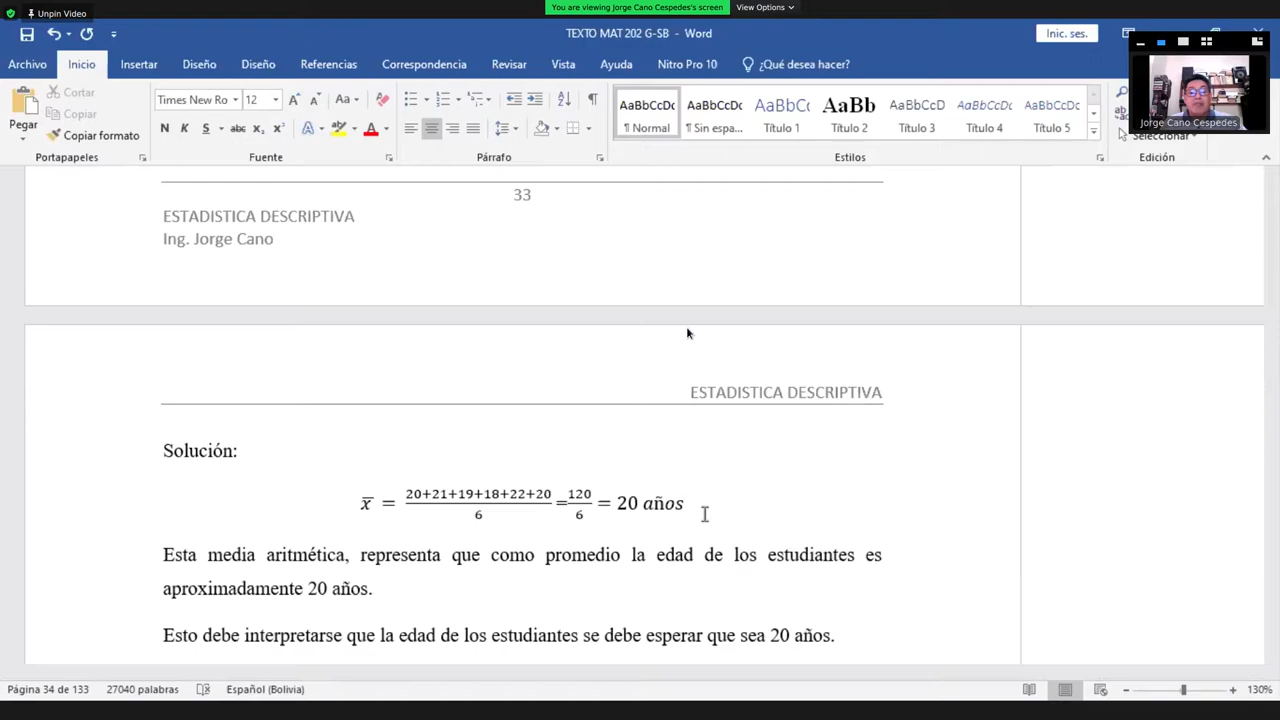 Unpin Video
You are viewing Jorge Cano Cespedes's screen
View Options
TEXTO MAT 202 G-SB - Word
Inic. ses.
Archivo
Inicio
Insertar
Diseño
Diseño
Referencias
Correspondencia
Revisar
Vista
Ayuda
Nitro Pro 10
¿Qué desea hacer?
Jorge Cano Cespedes
Pegar
Cortar
Copiar
Copiar formato
Portapapeles
Times New Ro
12
N K S abc x₂ x²
Fuente
Párrafo
AaBbCcDc AaBbCcDc AaBbC AaBb AaBbCcD AaBbCcD AaBbCcDc
¶ Normal ¶ Sin espa... Título 1 Título 2 Título 3 Título 4 Título 5
Estilos
Seleccionar
Edición
33
ESTADISTICA DESCRIPTIVA
Ing. Jorge Cano
ESTADISTICA DESCRIPTIVA
Solución:
x̅ = 20+21+19+18+22+20/6 = 120/6 = 20 años
Esta media aritmética, representa que como promedio la edad de los estudiantes es
aproximadamente 20 años.
Esto debe interpretarse que la edad de los estudiantes se debe esperar que sea 20 años.
Página 34 de 133
27040 palabras
Español (Bolivia)
130%